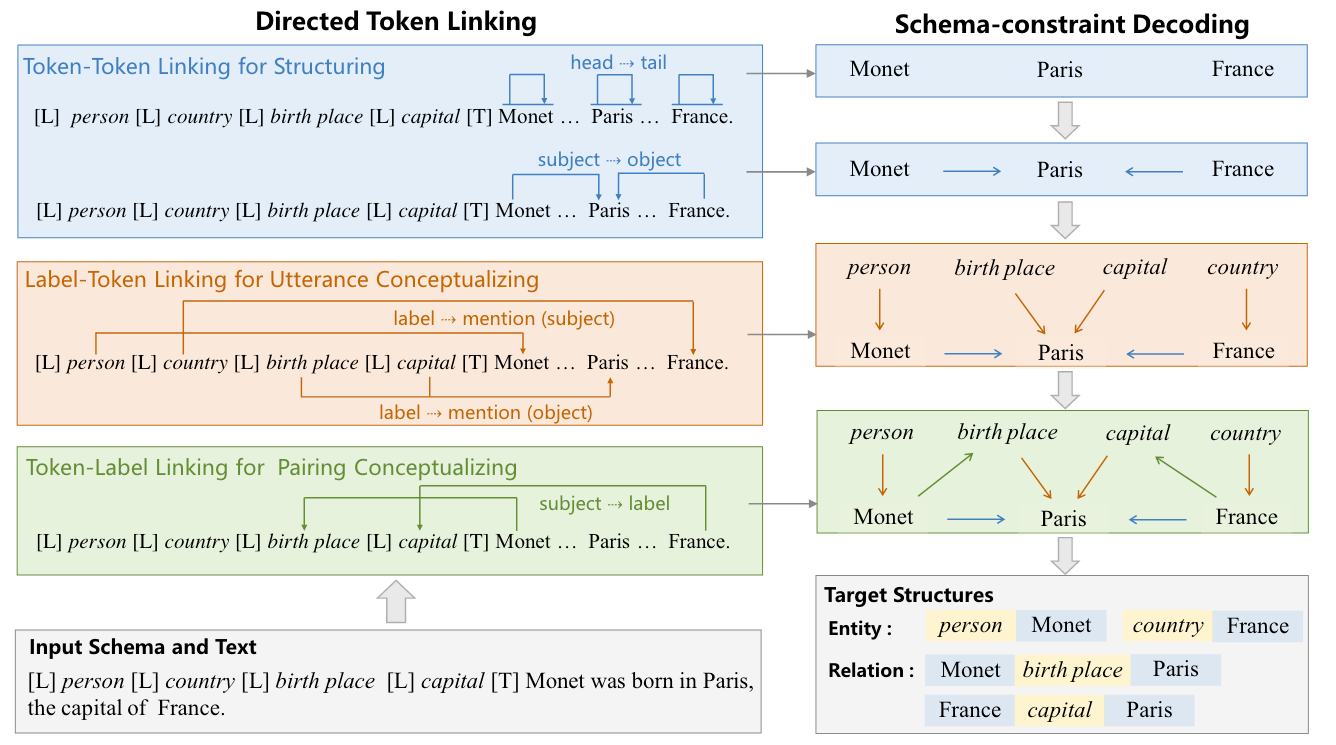 Directed Token Linking
Token-Token Linking for Structuring
head ⇢ tail
[L] person [L] country [L] birth place [L] capital [T] Monet … Paris … France.
subject ⇢ object
[L] person [L] country [L] birth place [L] capital [T] Monet … Paris … France.
Label-Token Linking for Utterance Conceptualizing
label ⇢ mention (subject)
[L] person [L] country [L] birth place [L] capital [T] Monet … Paris … France.
label ⇢ mention (object)
Token-Label Linking for Pairing Conceptualizing
subject ⇢ label
[L] person [L] country [L] birth place [L] capital [T] Monet … Paris … France.
Input Schema and Text
[L] person [L] country [L] birth place [L] capital [T] Monet was born in Paris,
the capital of France.
Schema-constraint Decoding
Monet Paris France
Monet Paris France
person birth place capital country
Monet Paris France
person birth place capital country
Monet Paris France
Target Structures
Entity : person Monet country France
Relation : Monet birth place Paris
France capital Paris